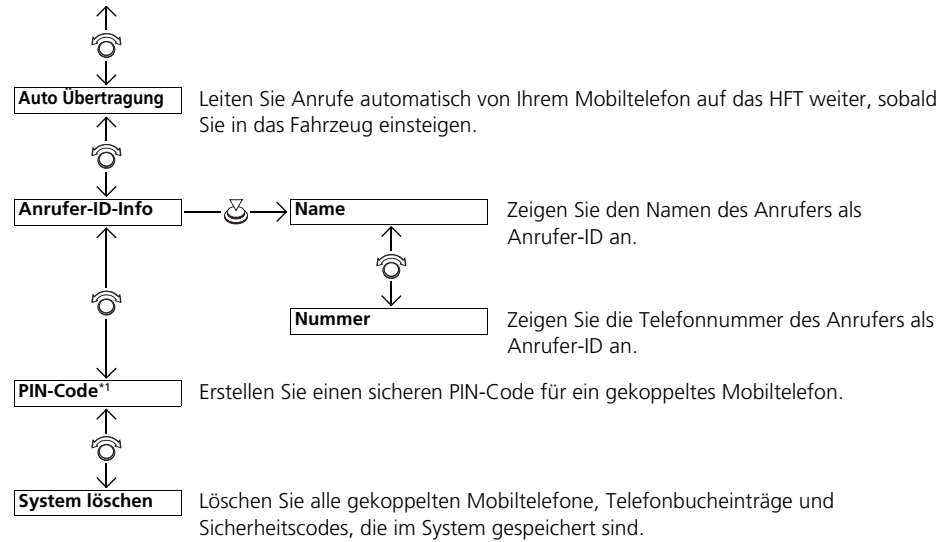 Auto Übertragung
Leiten Sie Anrufe automatisch von Ihrem Mobiltelefon auf das HFT weiter, sobald
Sie in das Fahrzeug einsteigen.
Anrufer-ID-Info
Name
Zeigen Sie den Namen des Anrufers als
Anrufer-ID an.
Nummer
Zeigen Sie die Telefonnummer des Anrufers als
Anrufer-ID an.
PIN-Code*1
Erstellen Sie einen sicheren PIN-Code für ein gekoppeltes Mobiltelefon.
System löschen
Löschen Sie alle gekoppelten Mobiltelefone, Telefonbucheinträge und
Sicherheitscodes, die im System gespeichert sind.